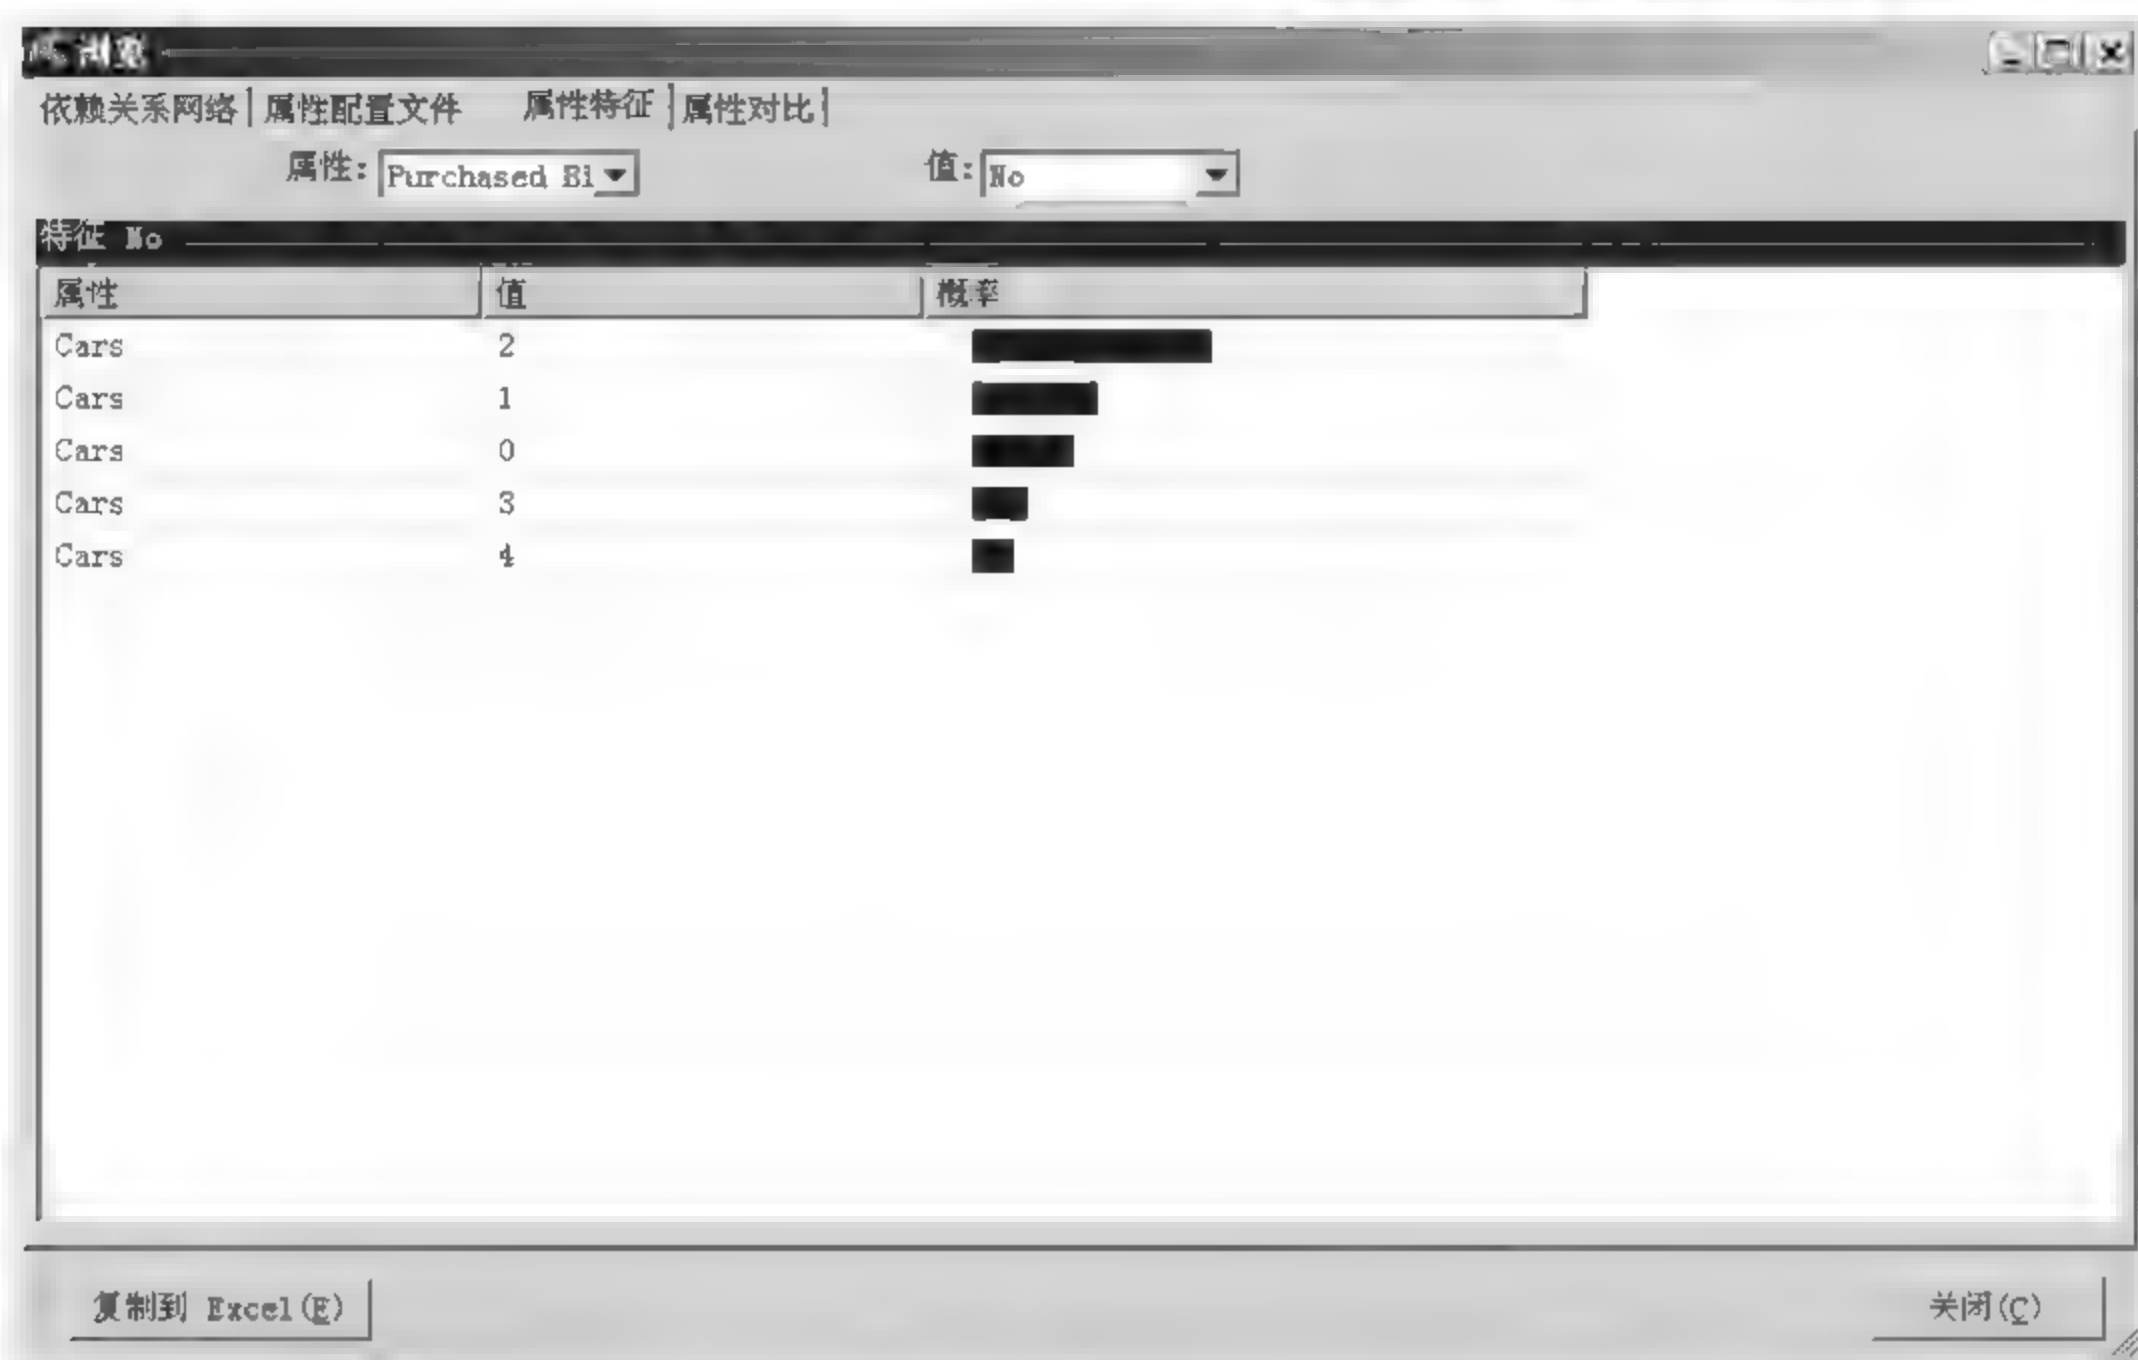 浏览
依赖关系网络 属性配置文件 属性特征 属性对比
属性: Purchased Bi 值: No
特征 No
属性 值 概率
Cars 2
Cars 1
Cars 0
Cars 3
Cars 4
复制到 Excel(E) 关闭(C)